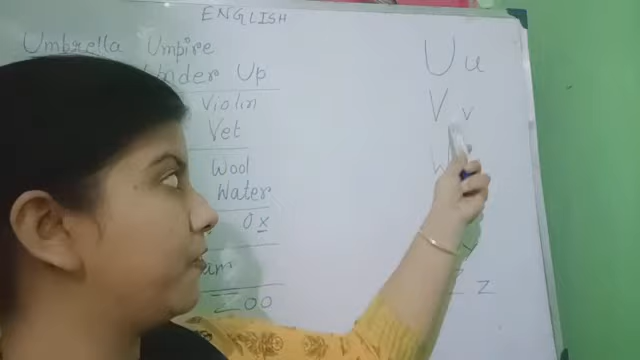 ENGLISH
Umbrella Umpire U u
Under Up
Violin V v
Vet
Wool W
Water
Ox
Zoo Z